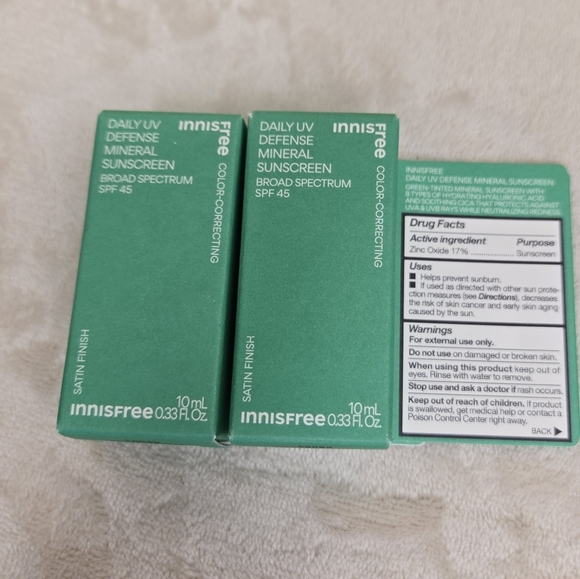 DAILY UV
DEFENSE
MINERAL
SUNSCREEN
BROAD SPECTRUM
SPF 45
innisFree
COLOR-CORRECTING
SATIN FINISH
10 mL
innisFree 0.33 Fl. Oz.
DAILY UV
DEFENSE
MINERAL
SUNSCREEN
BROAD SPECTRUM
SPF 45
innisFree
COLOR-CORRECTING
SATIN FINISH
10 mL
innisFree 0.33 Fl. Oz.
INNISFREE
DAILY UV DEFENSE MINERAL SUNSCREEN
GREEN-TINTED MINERAL SUNSCREEN WITH
8 TYPES OF HYDRATING HYALURONIC ACID
AND SOOTHING CICA THAT PROTECTS AGAINST
UVA & UVB RAYS WHILE NEUTRALIZING REDNESS.
Drug Facts
Active ingredient Purpose
Zinc Oxide 17% Sunscreen
Uses
■ Helps prevent sunburn.
■ If used as directed with other sun prote-
ction measures (see Directions), decreases
the risk of skin cancer and early skin aging
caused by the sun.
Warnings
For external use only.
Do not use on damaged or broken skin.
When using this product keep out of
eyes. Rinse with water to remove.
Stop use and ask a doctor if rash occurs.
Keep out of reach of children. If product
is swallowed, get medical help or contact a
Poison Control Center right away.
BACK ▶